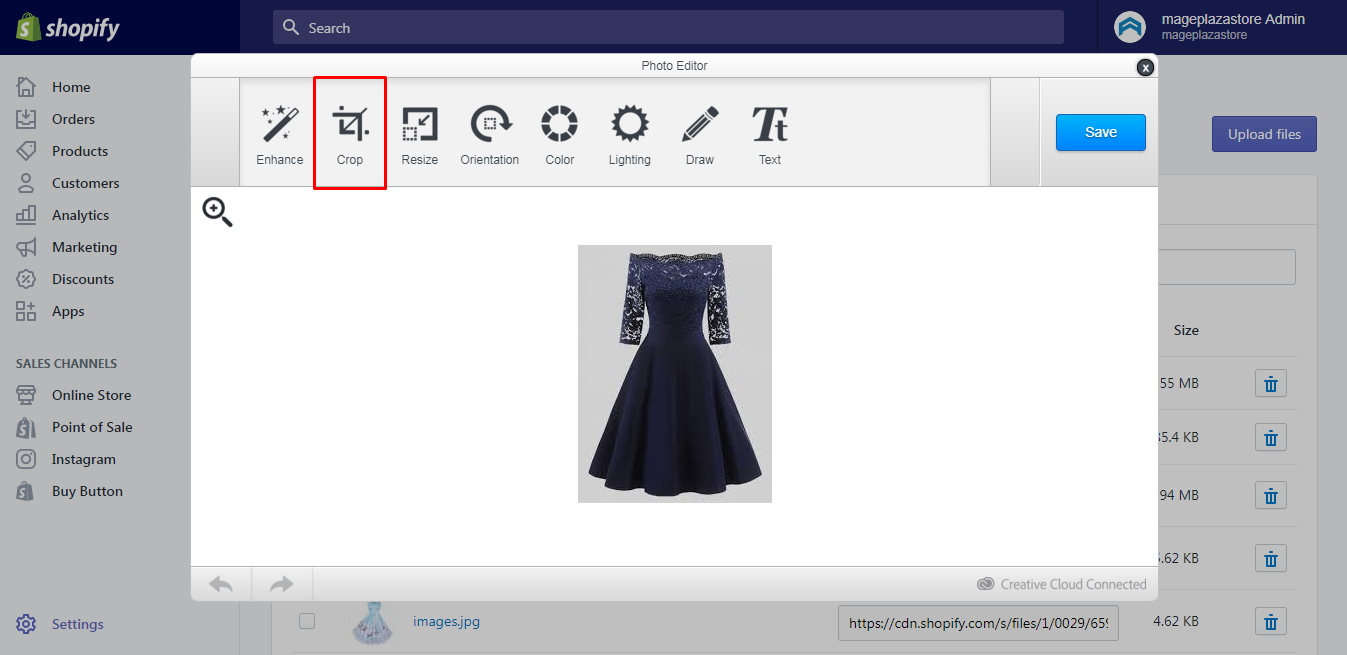 shopify
Search
mageplazastore Admin
mageplazastore
Photo Editor
x
Home
Orders
Products
Customers
Analytics
Marketing
Discounts
Apps
SALES CHANNELS
Online Store
Point of Sale
Instagram
Buy Button
Settings
Enhance
Crop
Resize
Orientation
Color
Lighting
Draw
Tt
Text
Save
Upload files
Size
55 MB
35.4 KB
94 MB
.62 KB
Creative Cloud Connected
images.jpg
https://cdn.shopify.com/s/files/1/0029/659
4.62 KB